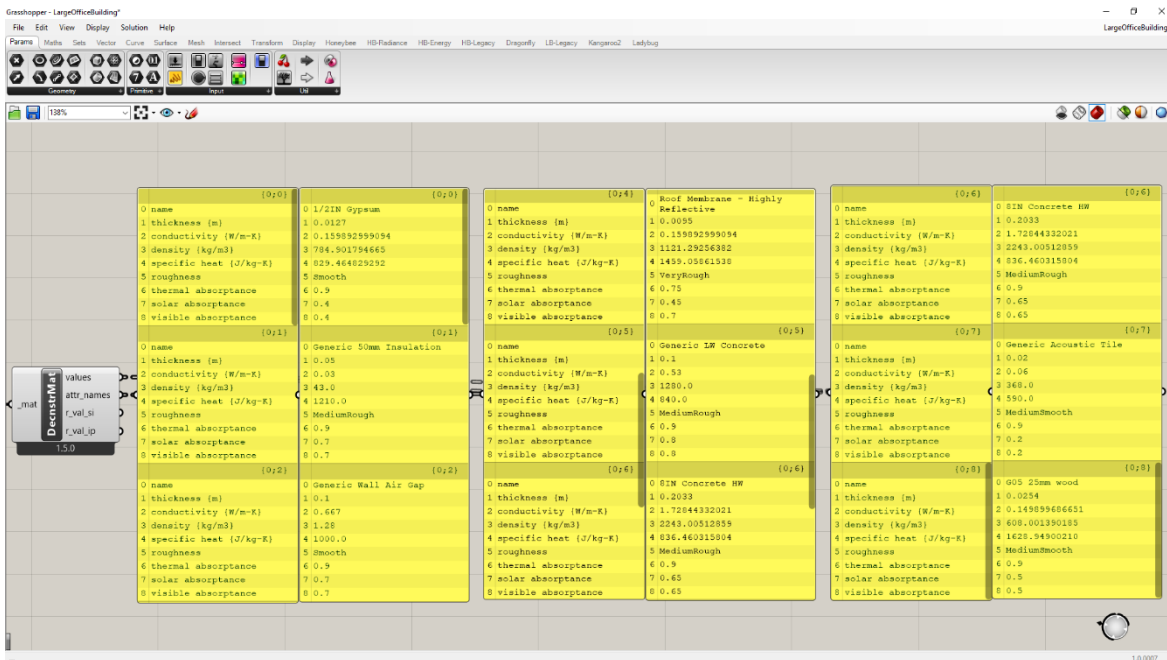 Grasshopper - LargeOfficeBuilding*
File Edit View Display Solution Help
LargeOfficeBuilding
Params Maths Sets Vector Curve Surface Mesh Intersect Transform Display Honeybee HB-Radiance HB-Energy HB-Legacy Dragonfly LB-Legacy Kangaroo2 Ladybug
Geometry Primitive Input Util
138%
_mat
DecnstrMat
values
attr_names
r_val_si
r_val_ip
1.5.0
{0;0}
0 name
1 thickness {m}
2 conductivity {W/m-K}
3 density {kg/m3}
4 specific heat {J/kg-K}
5 roughness
6 thermal absorptance
7 solar absorptance
8 visible absorptance
{0;1}
0 name
1 thickness {m}
2 conductivity {W/m-K}
3 density {kg/m3}
4 specific heat {J/kg-K}
5 roughness
6 thermal absorptance
7 solar absorptance
8 visible absorptance
{0;2}
0 name
1 thickness {m}
2 conductivity {W/m-K}
3 density {kg/m3}
4 specific heat {J/kg-K}
5 roughness
6 thermal absorptance
7 solar absorptance
8 visible absorptance
{0;0}
0 1/2IN Gypsum
1 0.0127
2 0.159892999094
3 784.901794665
4 829.464829292
5 Smooth
6 0.9
7 0.4
8 0.4
{0;1}
0 Generic 50mm Insulation
1 0.05
2 0.03
3 43.0
4 1210.0
5 MediumRough
6 0.9
7 0.7
8 0.7
{0;2}
0 Generic Wall Air Gap
1 0.1
2 0.667
3 1.28
4 1000.0
5 Smooth
6 0.9
7 0.7
8 0.7
{0;4}
0 name
1 thickness {m}
2 conductivity {W/m-K}
3 density {kg/m3}
4 specific heat {J/kg-K}
5 roughness
6 thermal absorptance
7 solar absorptance
8 visible absorptance
{0;5}
0 name
1 thickness {m}
2 conductivity {W/m-K}
3 density {kg/m3}
4 specific heat {J/kg-K}
5 roughness
6 thermal absorptance
7 solar absorptance
8 visible absorptance
{0;6}
0 name
1 thickness {m}
2 conductivity {W/m-K}
3 density {kg/m3}
4 specific heat {J/kg-K}
5 roughness
6 thermal absorptance
7 solar absorptance
8 visible absorptance
0 Roof Membrane - Highly
Reflective
1 0.0095
2 0.159892999094
3 1121.29256382
4 1459.05861538
5 VeryRough
6 0.75
7 0.45
8 0.7
{0;5}
0 Generic LW Concrete
1 0.1
2 0.53
3 1280.0
4 840.0
5 MediumRough
6 0.9
7 0.8
8 0.8
{0;6}
0 8IN Concrete HW
1 0.2033
2 1.72844332021
3 2243.00512859
4 836.460315804
5 MediumRough
6 0.9
7 0.65
8 0.65
{0;6}
0 name
1 thickness {m}
2 conductivity {W/m-K}
3 density {kg/m3}
4 specific heat {J/kg-K}
5 roughness
6 thermal absorptance
7 solar absorptance
8 visible absorptance
{0;7}
0 name
1 thickness {m}
2 conductivity {W/m-K}
3 density {kg/m3}
4 specific heat {J/kg-K}
5 roughness
6 thermal absorptance
7 solar absorptance
8 visible absorptance
{0;8}
0 name
1 thickness {m}
2 conductivity {W/m-K}
3 density {kg/m3}
4 specific heat {J/kg-K}
5 roughness
6 thermal absorptance
7 solar absorptance
8 visible absorptance
{0;6}
0 8IN Concrete HW
1 0.2033
2 1.72844332021
3 2243.00512859
4 836.460315804
5 MediumRough
6 0.9
7 0.65
8 0.65
{0;7}
0 Generic Acoustic Tile
1 0.02
2 0.06
3 368.0
4 590.0
5 MediumSmooth
6 0.9
7 0.2
8 0.2
{0;8}
0 G05 25mm wood
1 0.0254
2 0.149899686651
3 608.001390185
4 1628.94900210
5 MediumSmooth
6 0.9
7 0.5
8 0.5
1.0.0007